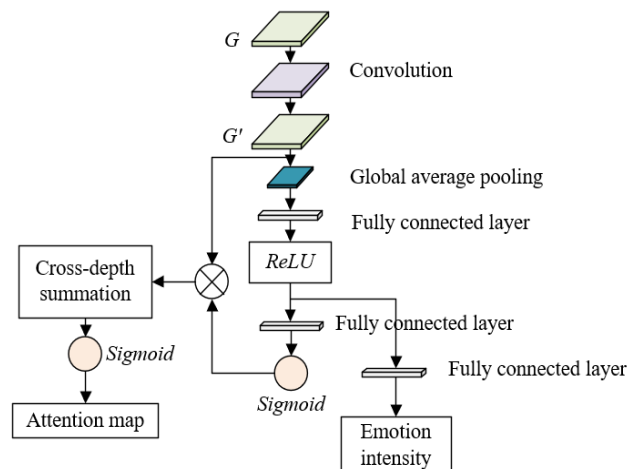 G
Convolution
G'
Global average pooling
Fully connected layer
ReLU
Cross-depth
summation
Fully connected layer
Sigmoid
Fully connected layer
Sigmoid
Attention map
Emotion
intensity